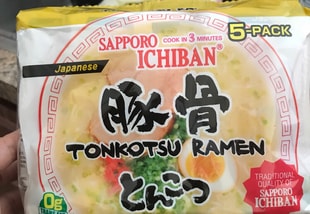 5-PACK
SAPPORO
COOK IN 3 MINUTES
ICHIBAN®
Japanese
豚骨
TONKOTSU RAMEN
とんこつ
TRADITIONAL
QUALITY OF
SAPPORO
ICHIBAN
0g